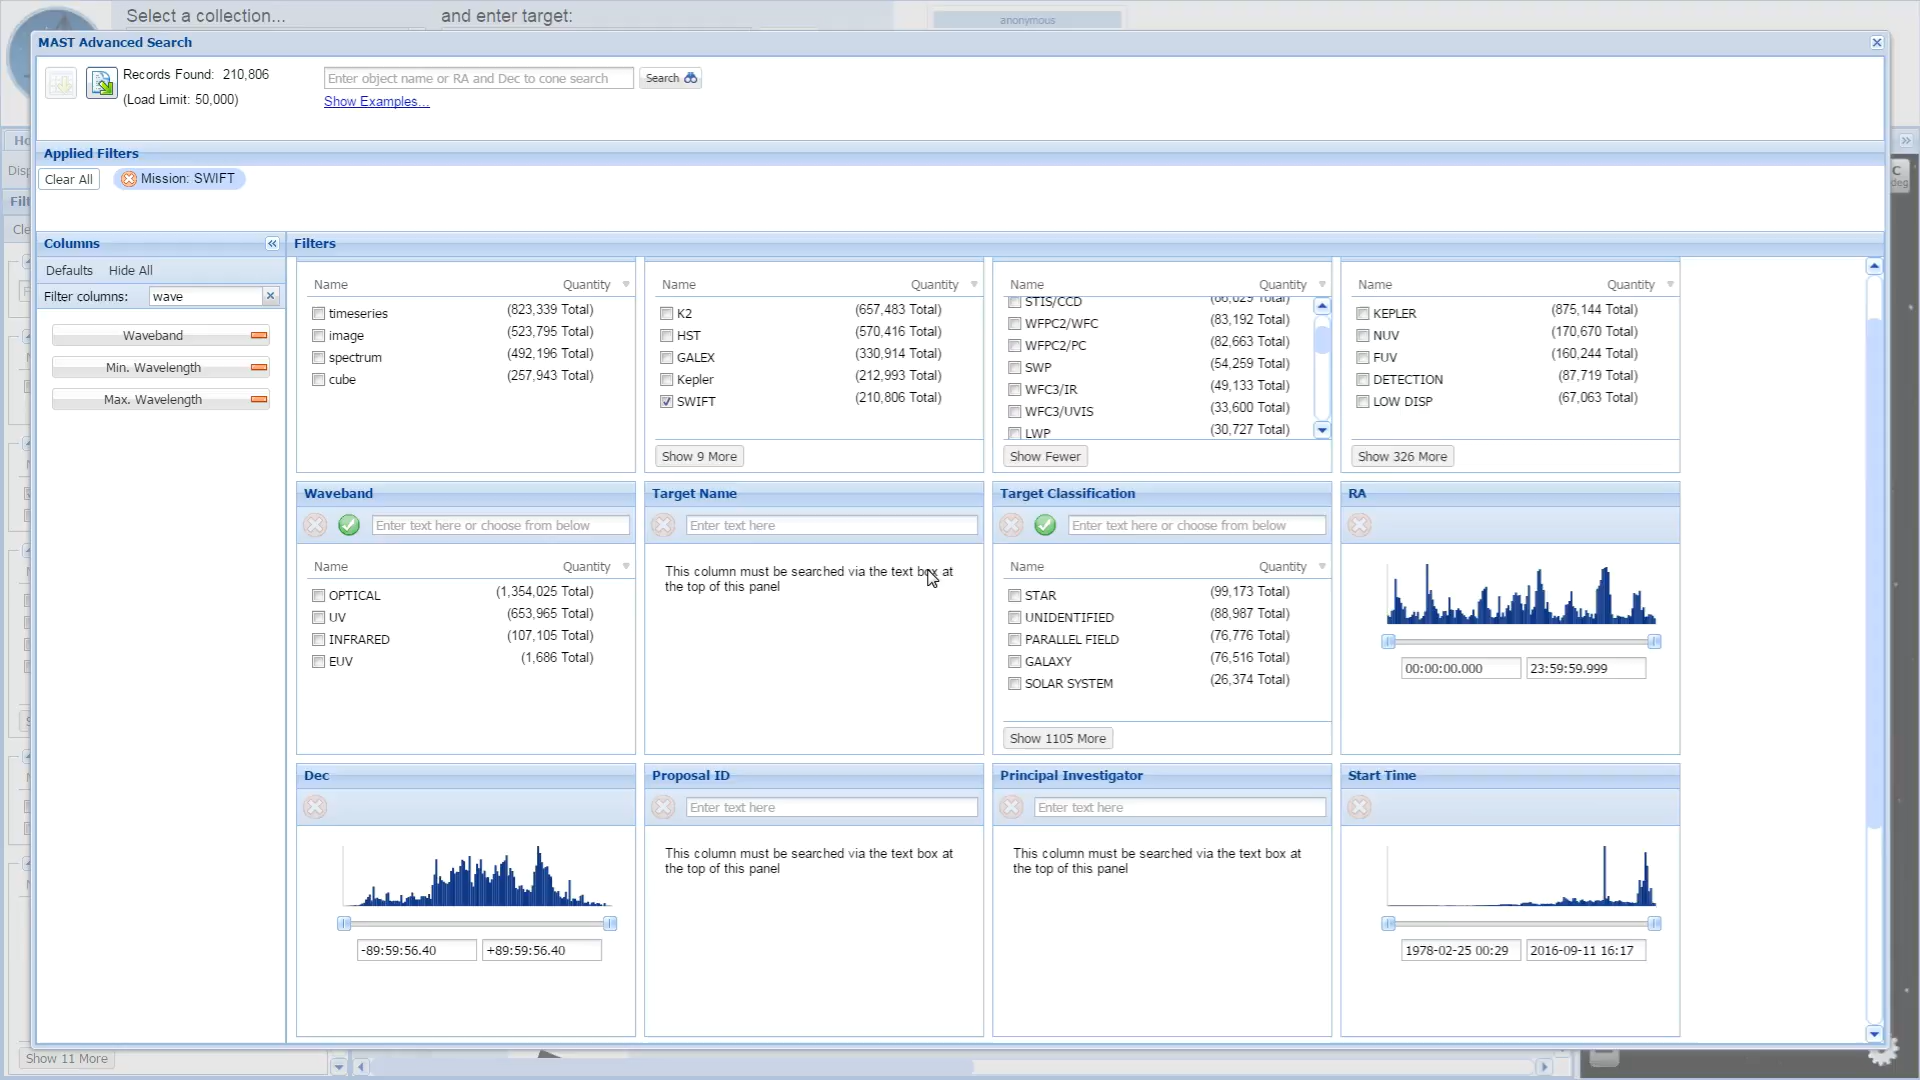 Select a collection...
and enter target:
anonymous
MAST Advanced Search
Records Found: 210,806
(Load Limit: 50,000)
Enter object name or RA and Dec to cone search
Search
Show Examples...
Applied Filters
Clear All
Mission: SWIFT
Columns
Defaults
Hide All
Filter columns:
wave
Waveband
Min. Wavelength
Max. Wavelength
Filters
Name Quantity
timeseries (823,339 Total)
image (523,795 Total)
spectrum (492,196 Total)
cube (257,943 Total)
Name Quantity
K2 (657,483 Total)
HST (570,416 Total)
GALEX (330,914 Total)
Kepler (212,993 Total)
SWIFT (210,806 Total)
Show 9 More
Name Quantity
STIS/CCD (86,029 Total)
WFPC2/WFC (83,192 Total)
WFPC2/PC (82,663 Total)
SWP (54,259 Total)
WFC3/IR (49,133 Total)
WFC3/UVIS (33,600 Total)
LWP (30,727 Total)
Show Fewer
Name Quantity
KEPLER (875,144 Total)
NUV (170,670 Total)
FUV (160,244 Total)
DETECTION (87,719 Total)
LOW DISP (67,063 Total)
Show 326 More
Waveband
Enter text here or choose from below
Name Quantity
OPTICAL (1,354,025 Total)
UV (653,965 Total)
INFRARED (107,105 Total)
EUV (1,686 Total)
Target Name
Enter text here
This column must be searched via the text box at
the top of this panel
Target Classification
Enter text here or choose from below
Name Quantity
STAR (99,173 Total)
UNIDENTIFIED (88,987 Total)
PARALLEL FIELD (76,776 Total)
GALAXY (76,516 Total)
SOLAR SYSTEM (26,374 Total)
Show 1105 More
RA
00:00:00.000
23:59:59.999
Dec
-89:59:56.40
+89:59:56.40
Proposal ID
Enter text here
This column must be searched via the text box at
the top of this panel
Principal Investigator
Enter text here
This column must be searched via the text box at
the top of this panel
Start Time
1978-02-25 00:29
2016-09-11 16:17
Show 11 More